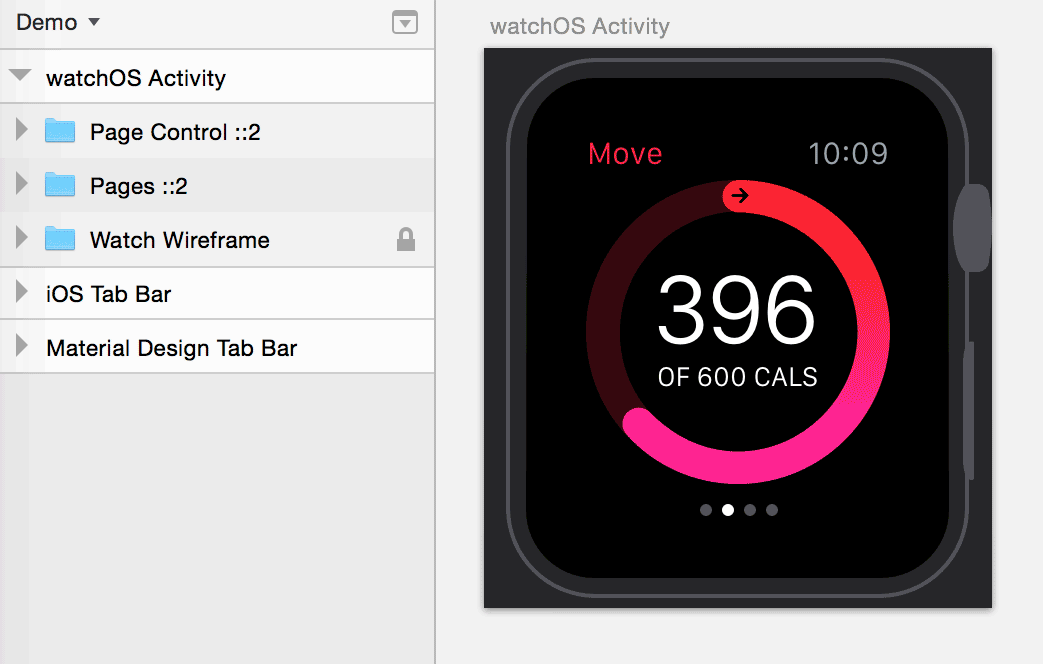 Demo
watchOS Activity
Page Control ::2
Pages ::2
Watch Wireframe
iOS Tab Bar
Material Design Tab Bar
watchOS Activity
Move 10:09
396
OF 600 CALS